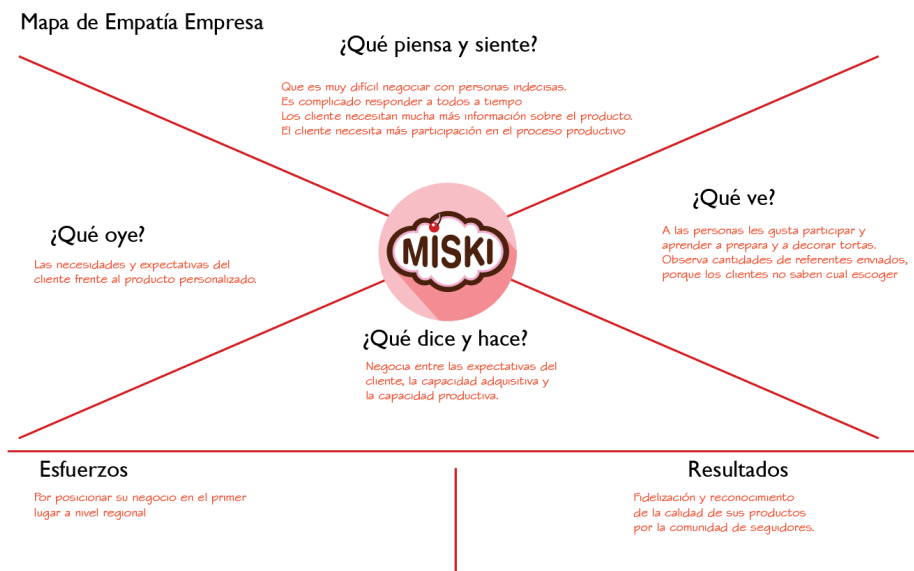 Mapa de Empatía Empresa
¿Qué piensa y siente?
Que es muy difícil negociar con personas indecisas.
Es complicado responder a todos a tiempo
Los cliente necesitan mucha más información sobre el producto.
El cliente necesita más participación en el proceso productivo
¿Qué oye?
Las necesidades y expectativas del
cliente frente al producto personalizado.
MISKI
¿Qué ve?
A las personas les gusta participar y
aprender a prepara y a decorar tortas.
Observa cantidades de referentes enviados,
porque los clientes no saben cual escoger
¿Qué dice y hace?
Negocia entre las expectativas del
cliente, la capacidad adquisitiva y
la capacidad productiva.
Esfuerzos
Por posicionar su negocio en el primer
lugar a nivel regional
Resultados
Fidelización y reconocimiento
de la calidad de sus productos
por la comunidad de seguidores.